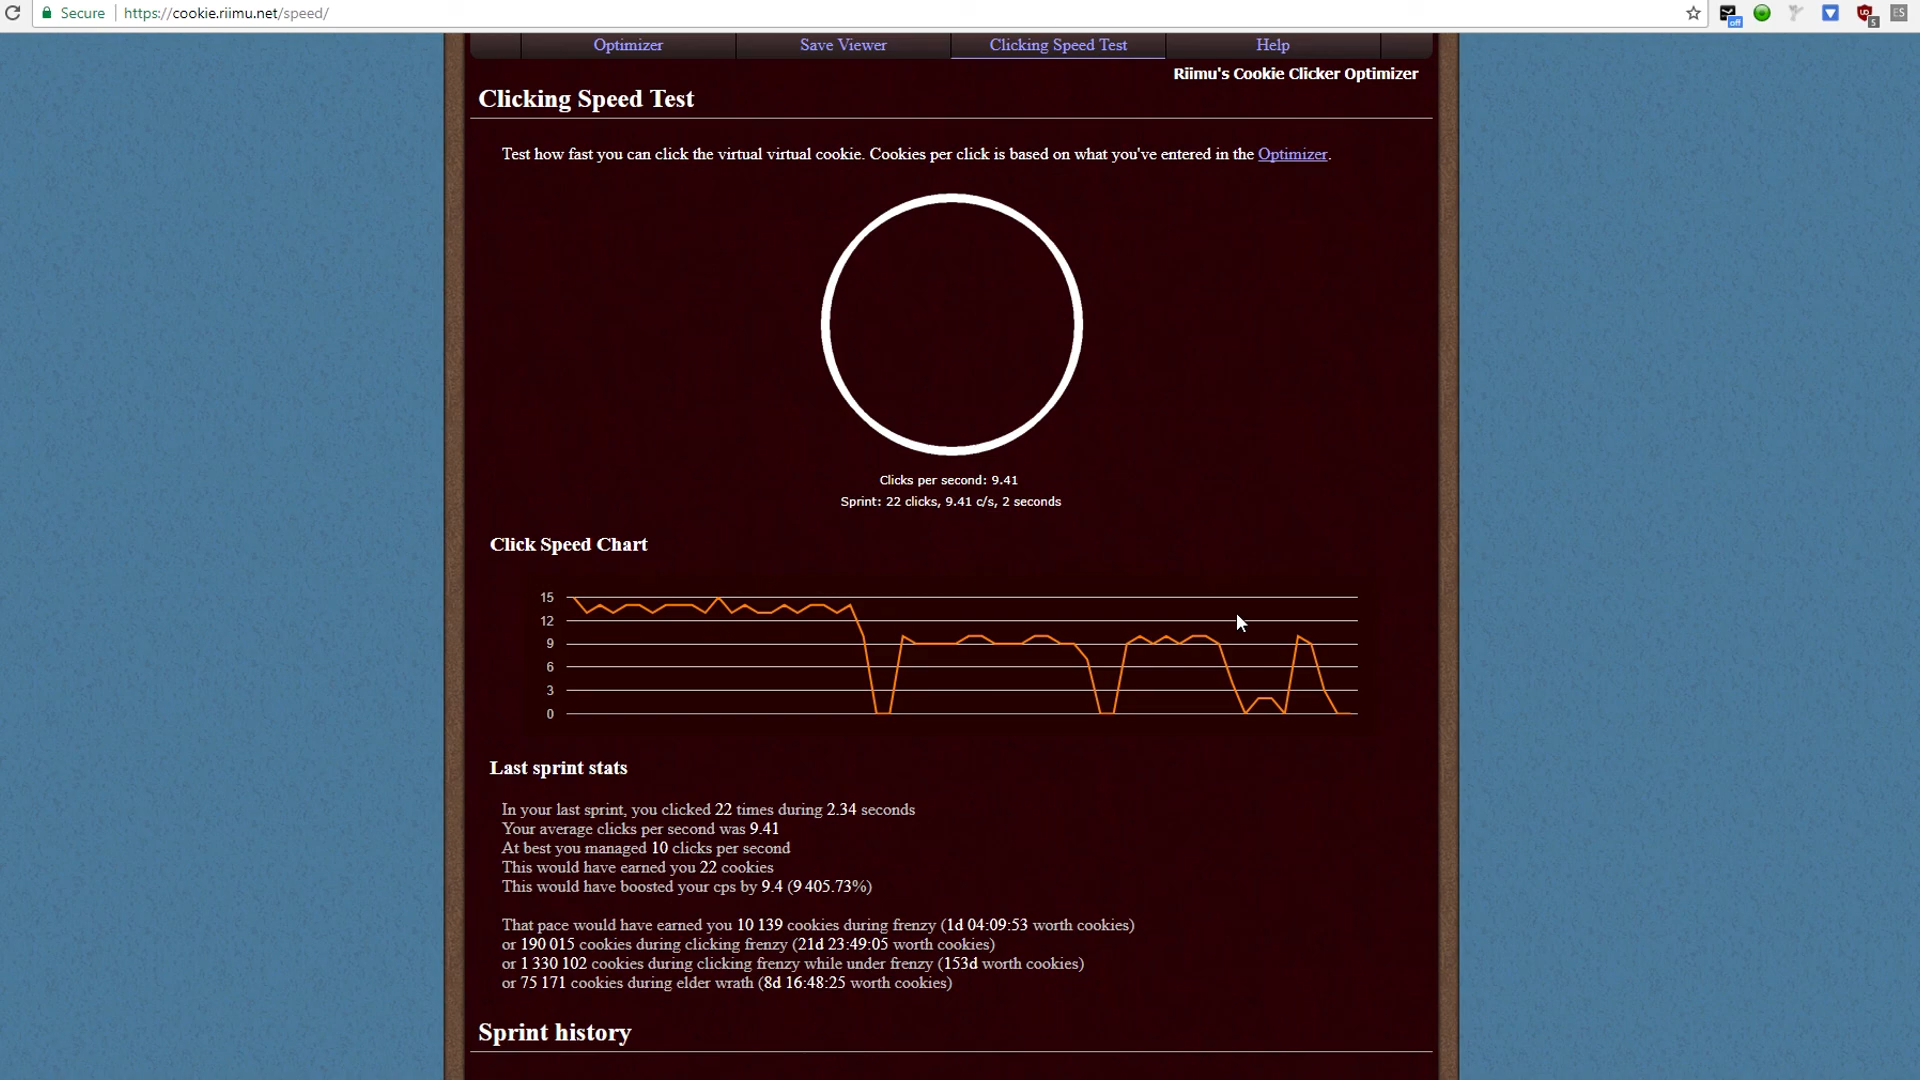 Secure https://cookie.riimu.net/speed/
off
UO
5
ES
Optimizer Save Viewer Clicking Speed Test Help
Riimu's Cookie Clicker Optimizer
Clicking Speed Test
Test how fast you can click the virtual virtual cookie. Cookies per click is based on what you've entered in the Optimizer.
Clicks per second: 9.41
Sprint: 22 clicks, 9.41 c/s, 2 seconds
Click Speed Chart
15
12
9
6
3
0
Last sprint stats
In your last sprint, you clicked 22 times during 2.34 seconds
Your average clicks per second was 9.41
At best you managed 10 clicks per second
This would have earned you 22 cookies
This would have boosted your cps by 9.4 (9 405.73%)
That pace would have earned you 10 139 cookies during frenzy (1d 04:09:53 worth cookies)
or 190 015 cookies during clicking frenzy (21d 23:49:05 worth cookies)
or 1 330 102 cookies during clicking frenzy while under frenzy (153d worth cookies)
or 75 171 cookies during elder wrath (8d 16:48:25 worth cookies)
Sprint history